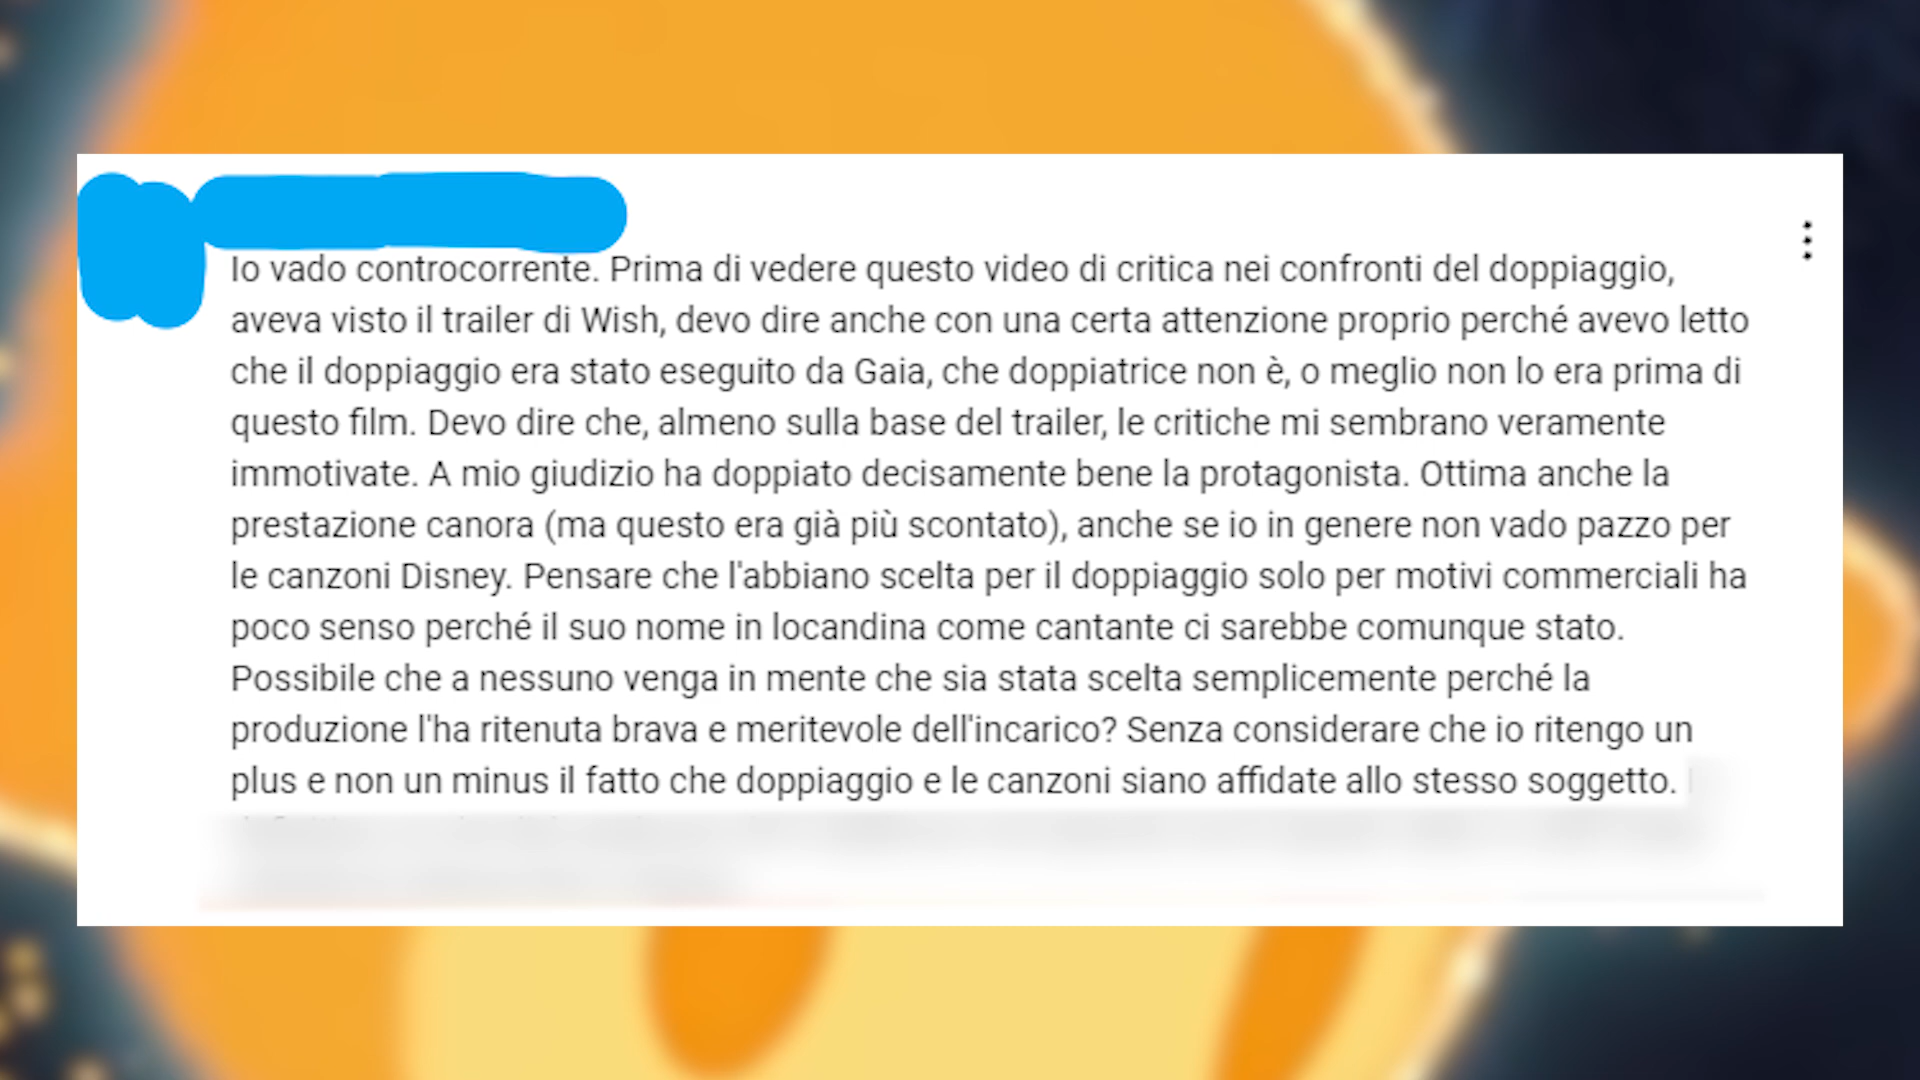 Io vado controcorrente. Prima di vedere questo video di critica nei confronti del doppiaggio,
aveva visto il trailer di Wish, devo dire anche con una certa attenzione proprio perché avevo letto
che il doppiaggio era stato eseguito da Gaia, che doppiatrice non è, o meglio non lo era prima di
questo film. Devo dire che, almeno sulla base del trailer, le critiche mi sembrano veramente
immotivate. A mio giudizio ha doppiato decisamente bene la protagonista. Ottima anche la
prestazione canora (ma questo era già più scontato), anche se io in genere non vado pazzo per
le canzoni Disney. Pensare che l'abbiano scelta per il doppiaggio solo per motivi commerciali ha
poco senso perché il suo nome in locandina come cantante ci sarebbe comunque stato.
Possibile che a nessuno venga in mente che sia stata scelta semplicemente perché la
produzione l'ha ritenuta brava e meritevole dell'incarico? Senza considerare che io ritengo un
plus e non un minus il fatto che doppiaggio e le canzoni siano affidate allo stesso soggetto.